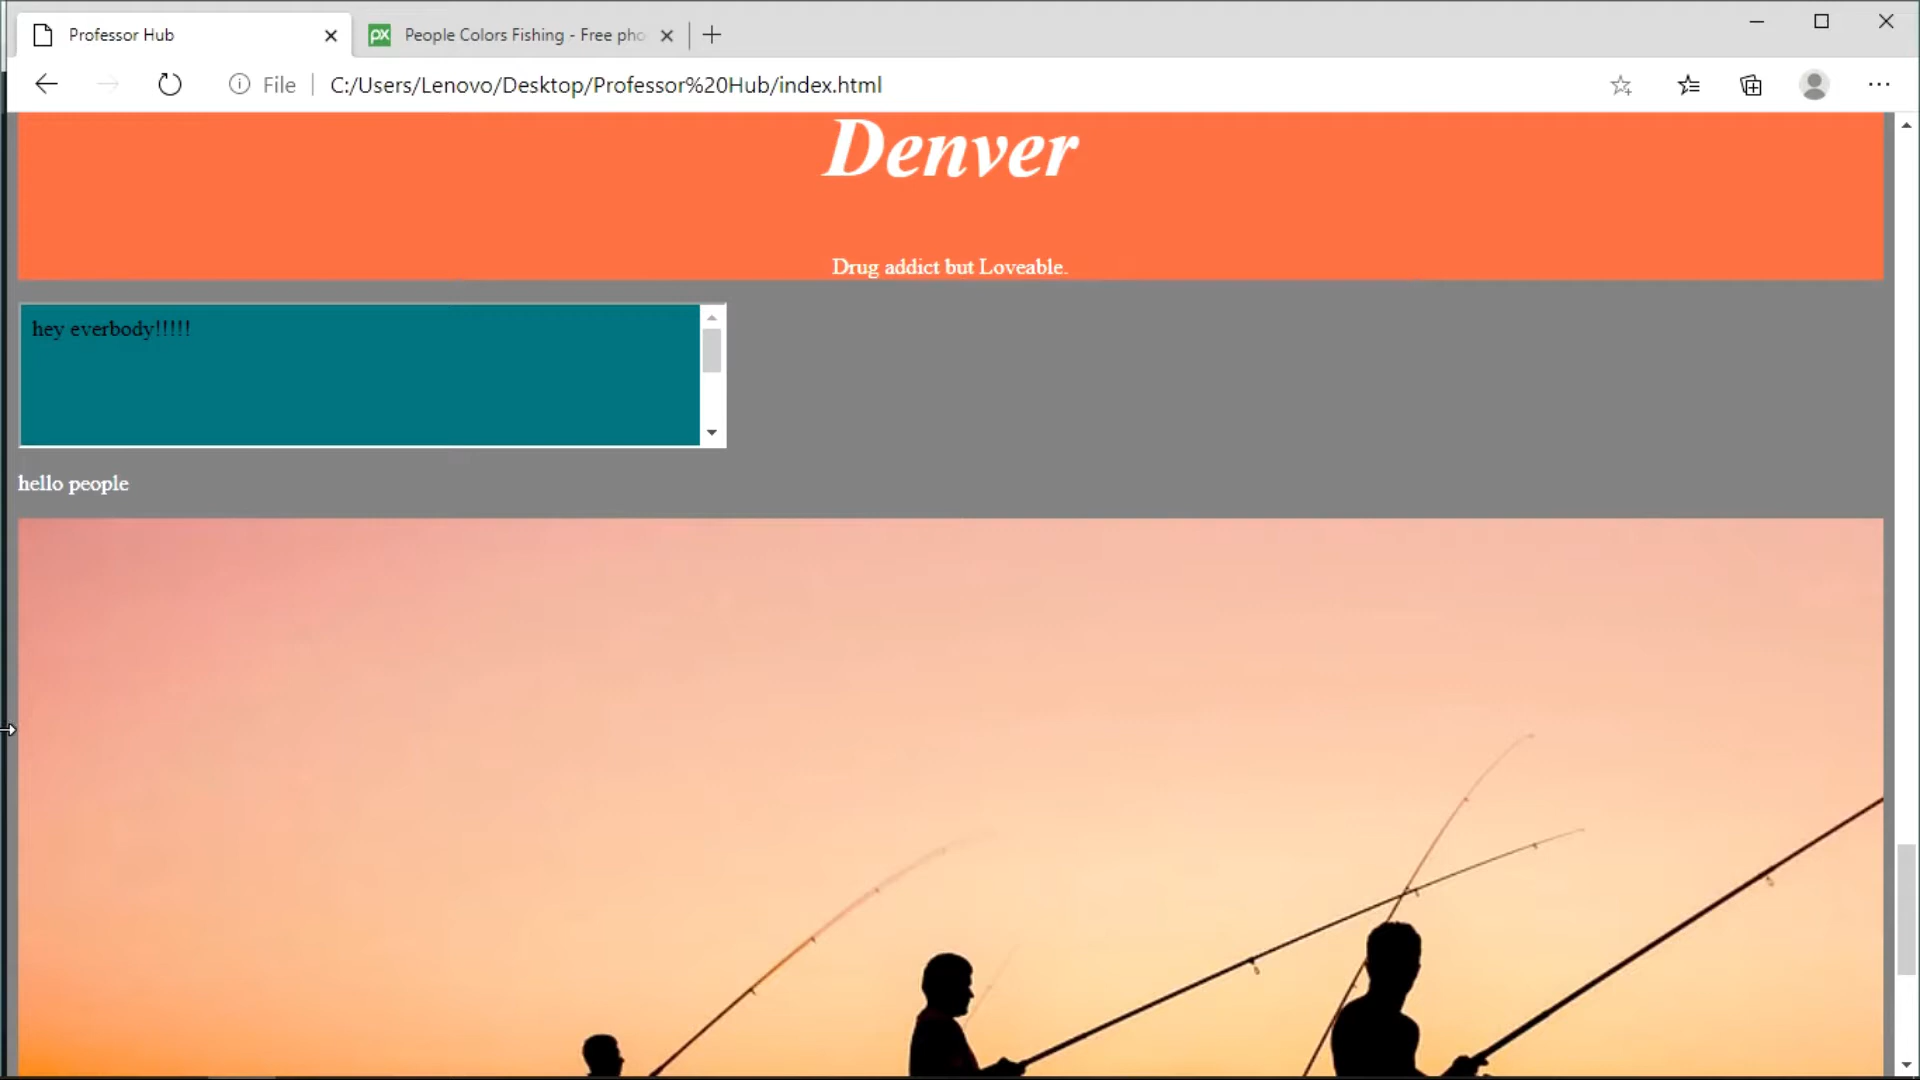 Professor Hub
People Colors Fishing - Free pho
File
C:/Users/Lenovo/Desktop/Professor%20Hub/index.html
Denver
Drug addict but Loveable.
hey everbody!!!!!
hello people